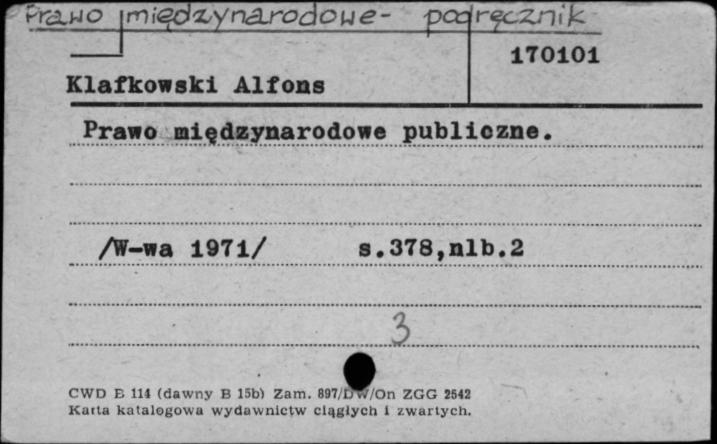 Prawo międzynarodowe- podręcznik
170101
Klafkowski Alfons
Prawo międzynarodowe publiczne.
/W-wa 1971/ s.378,nlb.2
3
CWD B 114 (dawny B 15b) Zam. 897/DW/On ZGG 2542
Karta katalogowa wydawnictw ciągłych i zwartych.